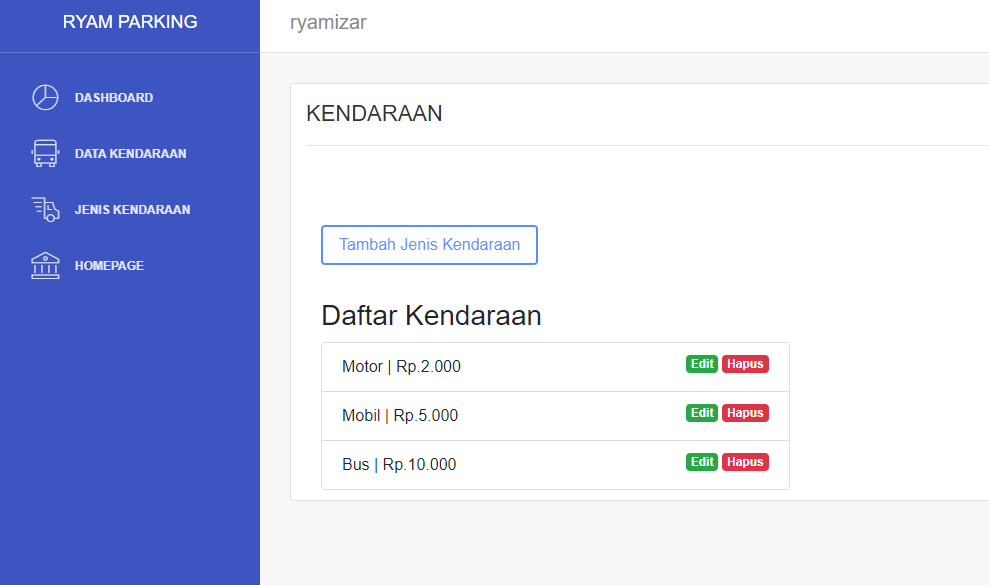 RYAM PARKING
ryamizar
DASHBOARD
DATA KENDARAAN
JENIS KENDARAAN
HOMEPAGE
KENDARAAN
Tambah Jenis Kendaraan
Daftar Kendaraan
Motor | Rp.2.000 Edit Hapus
Mobil | Rp.5.000 Edit Hapus
Bus | Rp.10.000 Edit Hapus